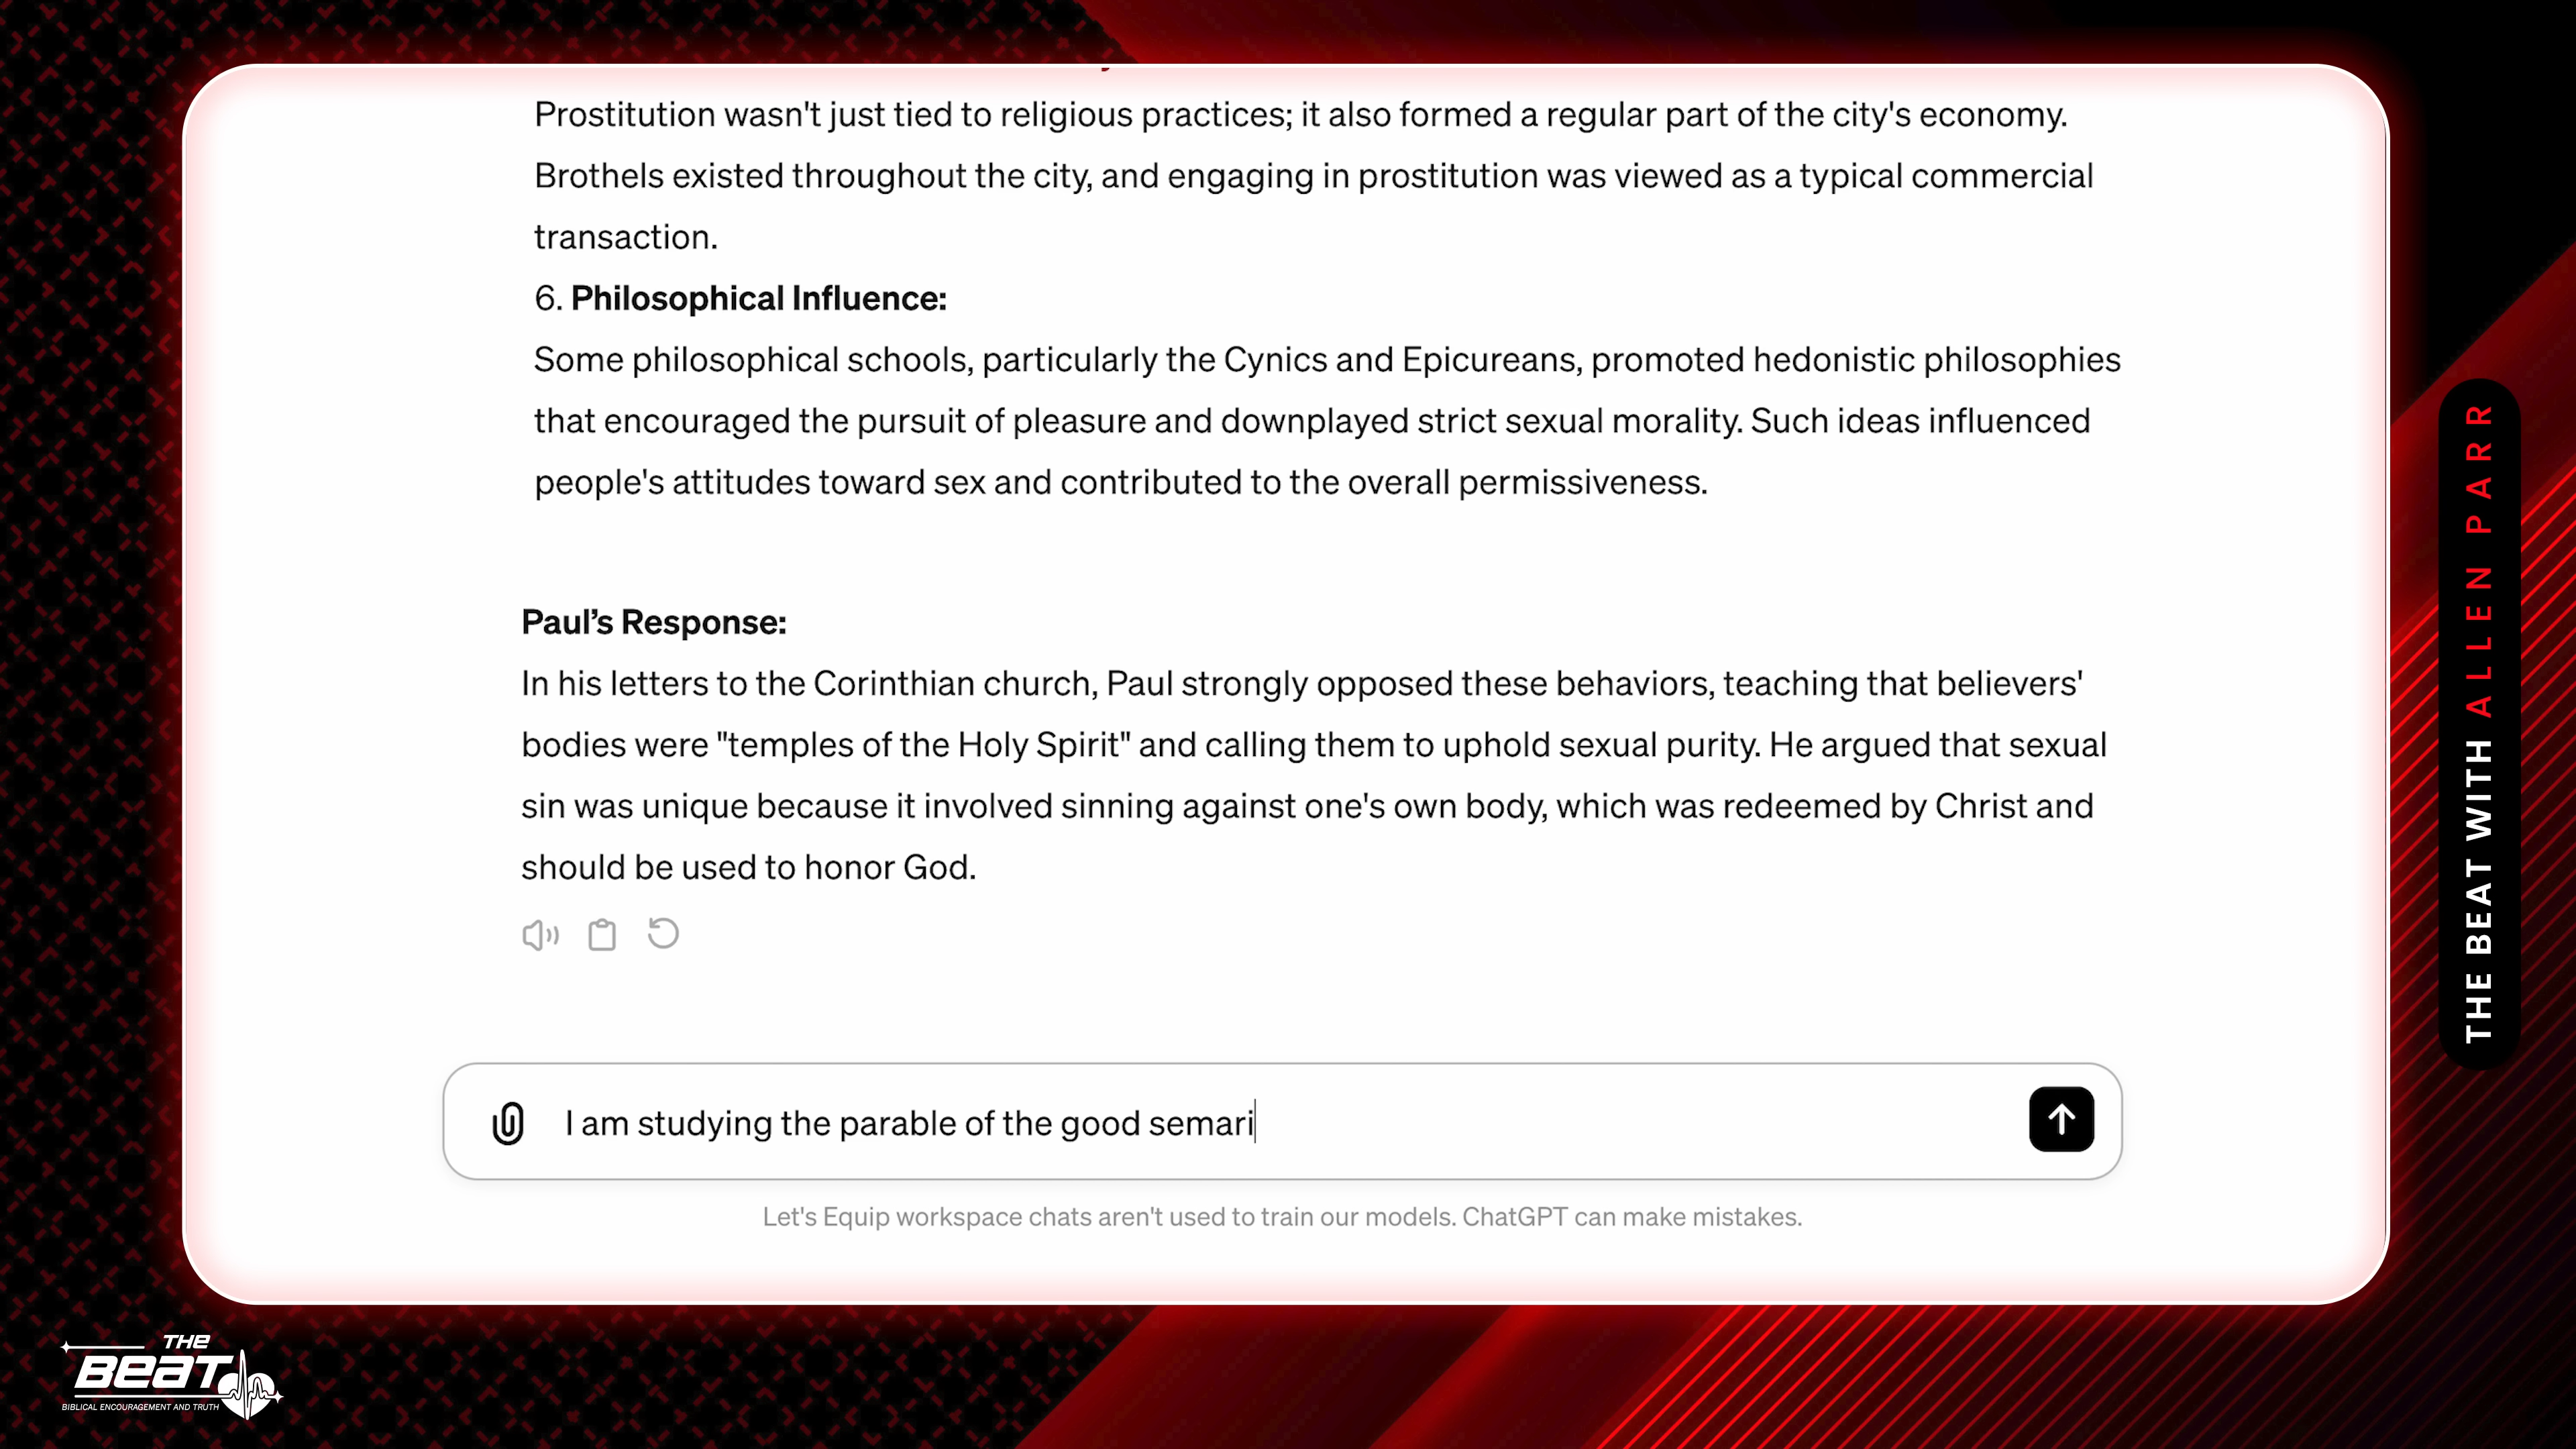 Prostitution wasn't just tied to religious practices; it also formed a regular part of the city's economy.
Brothels existed throughout the city, and engaging in prostitution was viewed as a typical commercial
transaction.
6. Philosophical Influence:
Some philosophical schools, particularly the Cynics and Epicureans, promoted hedonistic philosophies
that encouraged the pursuit of pleasure and downplayed strict sexual morality. Such ideas influenced
people's attitudes toward sex and contributed to the overall permissiveness.
Paul’s Response:
In his letters to the Corinthian church, Paul strongly opposed these behaviors, teaching that believers'
bodies were "temples of the Holy Spirit" and calling them to uphold sexual purity. He argued that sexual
sin was unique because it involved sinning against one's own body, which was redeemed by Christ and
should be used to honor God.
I am studying the parable of the good semari
Let's Equip workspace chats aren't used to train our models. ChatGPT can make mistakes.
THE BEAT WITH ALLEN PARR
THE
BEAT
BIBLICAL ENCOURAGEMENT AND TRUTH